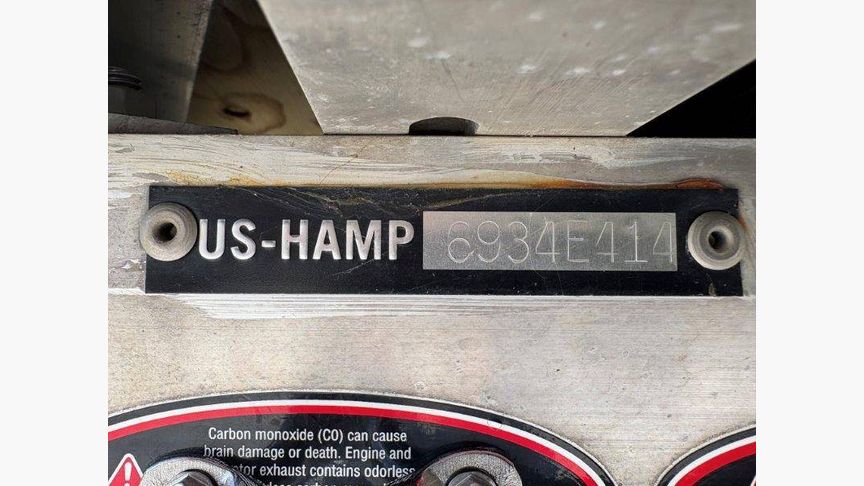 US-HAMP 6934E414
Carbon monoxide (CO) can cause
brain damage or death. Engine and
exhaust contains odorless